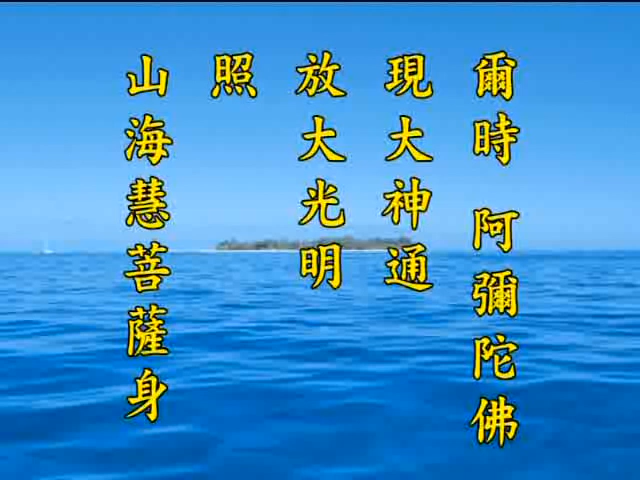 爾時 阿彌陀佛
現大神通
放大光明
照
山海慧菩薩身